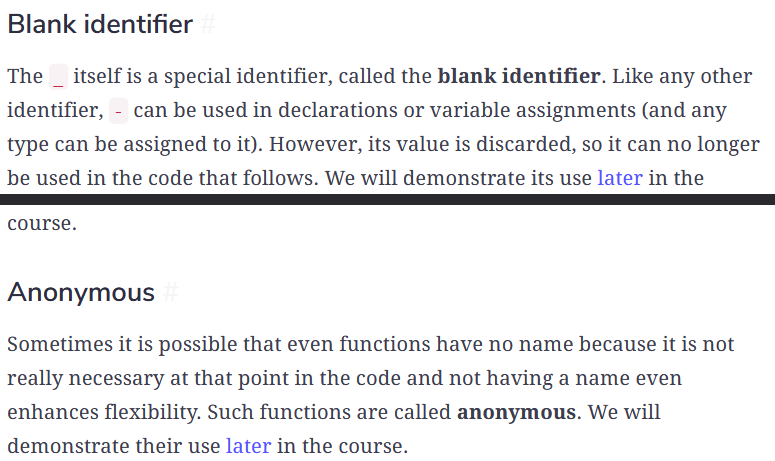 Blank identifier #
The _ itself is a special identifier, called the blank identifier. Like any other
identifier, - can be used in declarations or variable assignments (and any
type can be assigned to it). However, its value is discarded, so it can no longer
be used in the code that follows. We will demonstrate its use later in the
course.
Anonymous #
Sometimes it is possible that even functions have no name because it is not
really necessary at that point in the code and not having a name even
enhances flexibility. Such functions are called anonymous. We will
demonstrate their use later in the course.